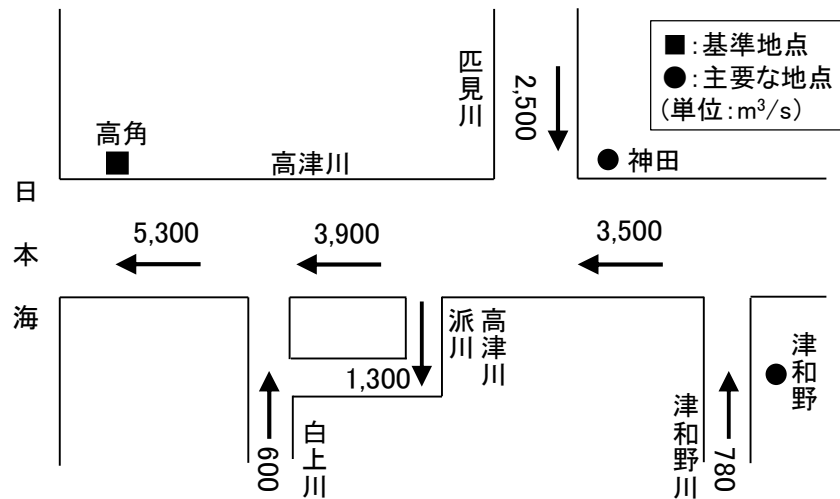 ■:基準地点
●:主要な地点
(単位:m³/s)
匹見川
2,500
高角
高津川
神田
日本海
5,300
3,900
3,500
高津川
派川
1,300
津和野
白上川
600
津和野川
780